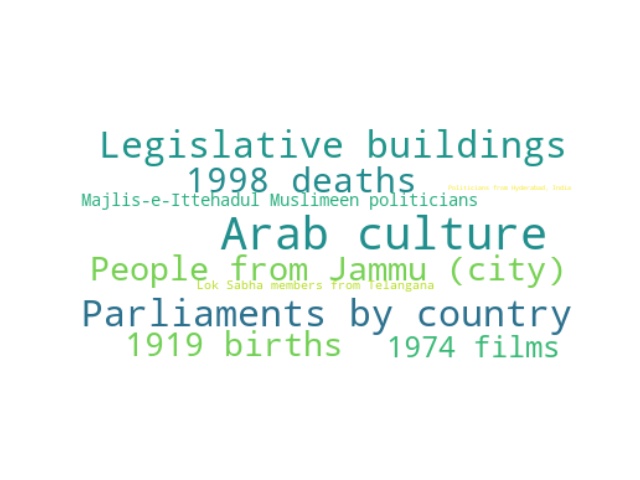 Legislative buildings
1998 deaths
Politicians from Hyderabad, India
Majlis-e-Ittehadul Muslimeen politicians
Arab culture
People from Jammu (city)
Lok Sabha members from Telangana
Parliaments by country
1919 births
1974 films